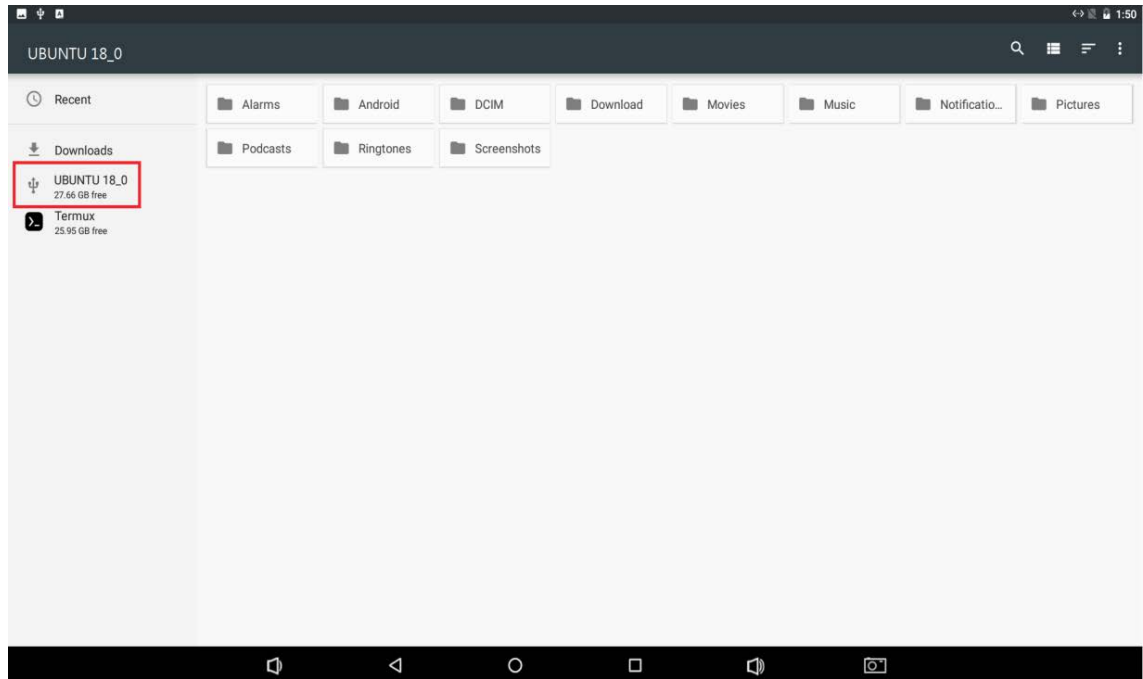 1:50
UBUNTU 18_0
Recent
Alarms
Android
DCIM
Download
Movies
Music
Notificatio...
Pictures
Downloads
Podcasts
Ringtones
Screenshots
UBUNTU 18_0
27.66 GB free
Termux
25.95 GB free